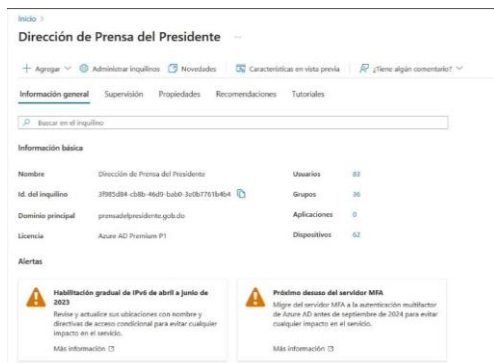 Inicio >
Dirección de Prensa del Presidente ...
Agregar Administrar inquilinos Novedades Características en vista previa ¿Tiene algún comentario?
Información general Supervisión Propiedades Recomendaciones Tutoriales
Buscar en el inquilino
Información básica
Nombre Dirección de Prensa del Presidente Usuarios 83
Id. del inquilino Grupos 36
Dominio principal prensadelpresidente.gob.do Aplicaciones 0
Licencia Azure AD Premium P1 Dispositivos 62
Alertas
Habilitación gradual de IPv6 de abril a junio de
2023
Revise y actualice sus ubicaciones con nombre y
directivas de acceso condicional para evitar cualquier
impacto en el servicio.
Más información
Próximo desuso del servidor MFA
Migre del servidor MFA a la autenticación multifactor
de Azure AD antes de septiembre de 2024 para evitar
cualquier impacto en el servicio.
Más información